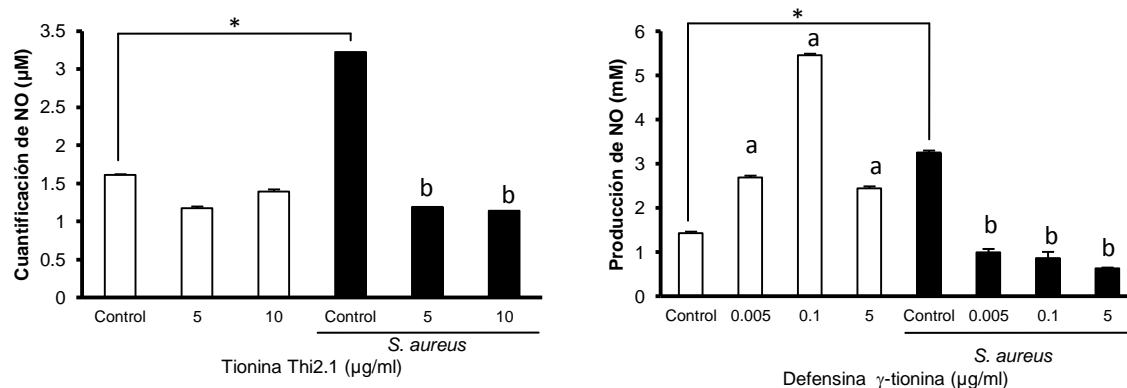 *
Cuantificación de NO (µM)
3.5
3
2.5
2
1.5
1
0.5
0
b
b
Control
5
10
Control
5
10
S. aureus
Tionina Thi2.1 (µg/ml)
*
Producción de NO (mM)
6
5
4
3
2
1
0
a
a
a
b
b
b
Control
0.005
0.1
5
Control
0.005
0.1
5
S. aureus
Defensina γ-tionina (µg/ml)